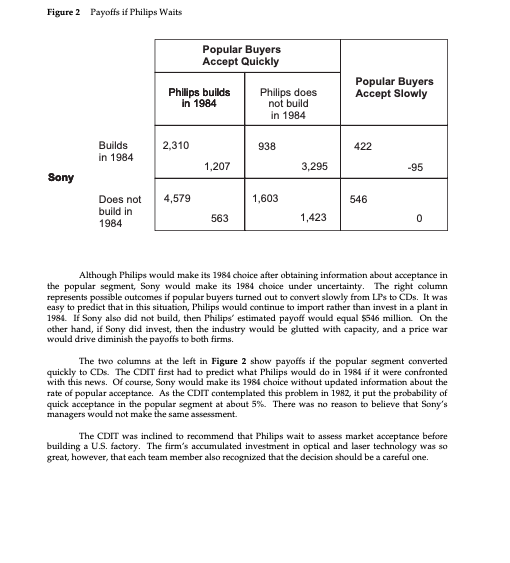 Figure 2 Payoffs if Philips Waits
Popular Buyers
Accept Quickly
Popular Buyers
Accept Slowly
Philips builds
in 1984
Philips does
not build
in 1984
Sony
Builds
in 1984
2,310
1,207
938
3,295
422
-95
Does not
build in
1984
4,579
563
1,603
1,423
546
0
Although Philips would make its 1984 choice after obtaining information about acceptance in
the popular segment, Sony would make its 1984 choice under uncertainty. The right column
represents possible outcomes if popular buyers turned out to convert slowly from LPs to CDs. It was
easy to predict that in this situation, Philips would continue to import rather than invest in a plant in
1984. If Sony also did not build, then Philips' estimated payoff would equal $546 million. On the
other hand, if Sony did invest, then the industry would be glutted with capacity, and a price war
would drive diminish the payoffs to both firms.
The two columns at the left in Figure 2 show payoffs if the popular segment converted
quickly to CDs. The CDIT first had to predict what Philips would do in 1984 if it were confronted
with this news. Of course, Sony would make its 1984 choice without updated information about the
rate of popular acceptance. As the CDIT contemplated this problem in 1982, it put the probability of
quick acceptance in the popular segment at about 5%. There was no reason to believe that Sony's
managers would not make the same assessment.
The CDIT was inclined to recommend that Philips wait to assess market acceptance before
building a U.S. factory. The firm's accumulated investment in optical and laser technology was so
great, however, that each team member also recognized that the decision should be a careful one.